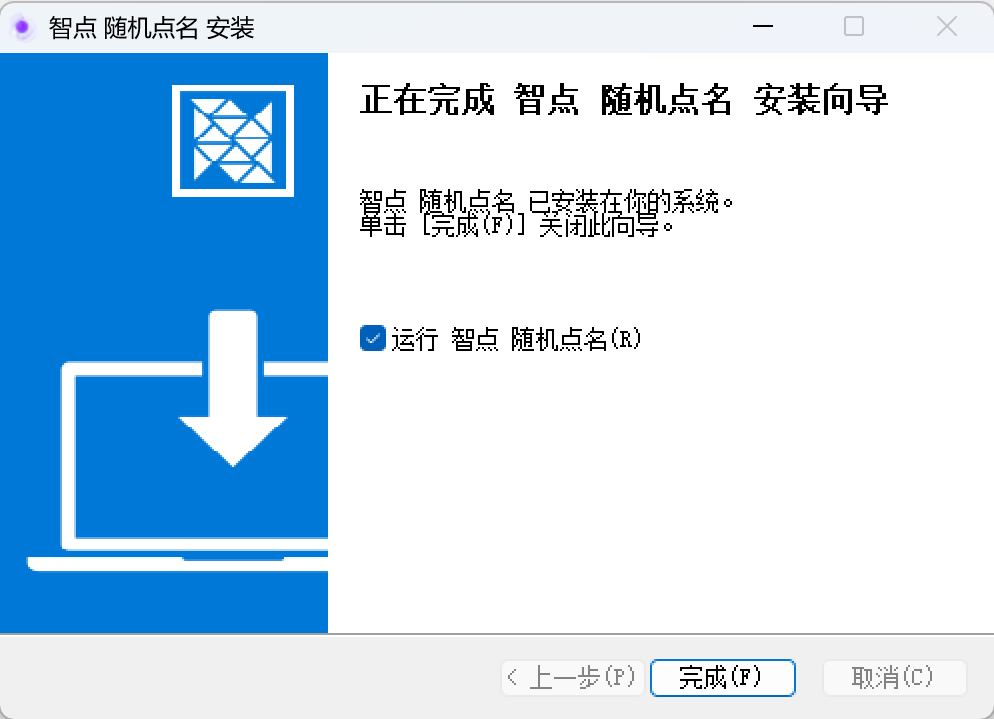 智点 随机点名 安装
正在完成 智点 随机点名 安装向导
智点 随机点名 已安装在你的系统。
单击 [完成(F)] 关闭此向导。
运行 智点 随机点名(R)
< 上一步(P) 完成(F) 取消(C)